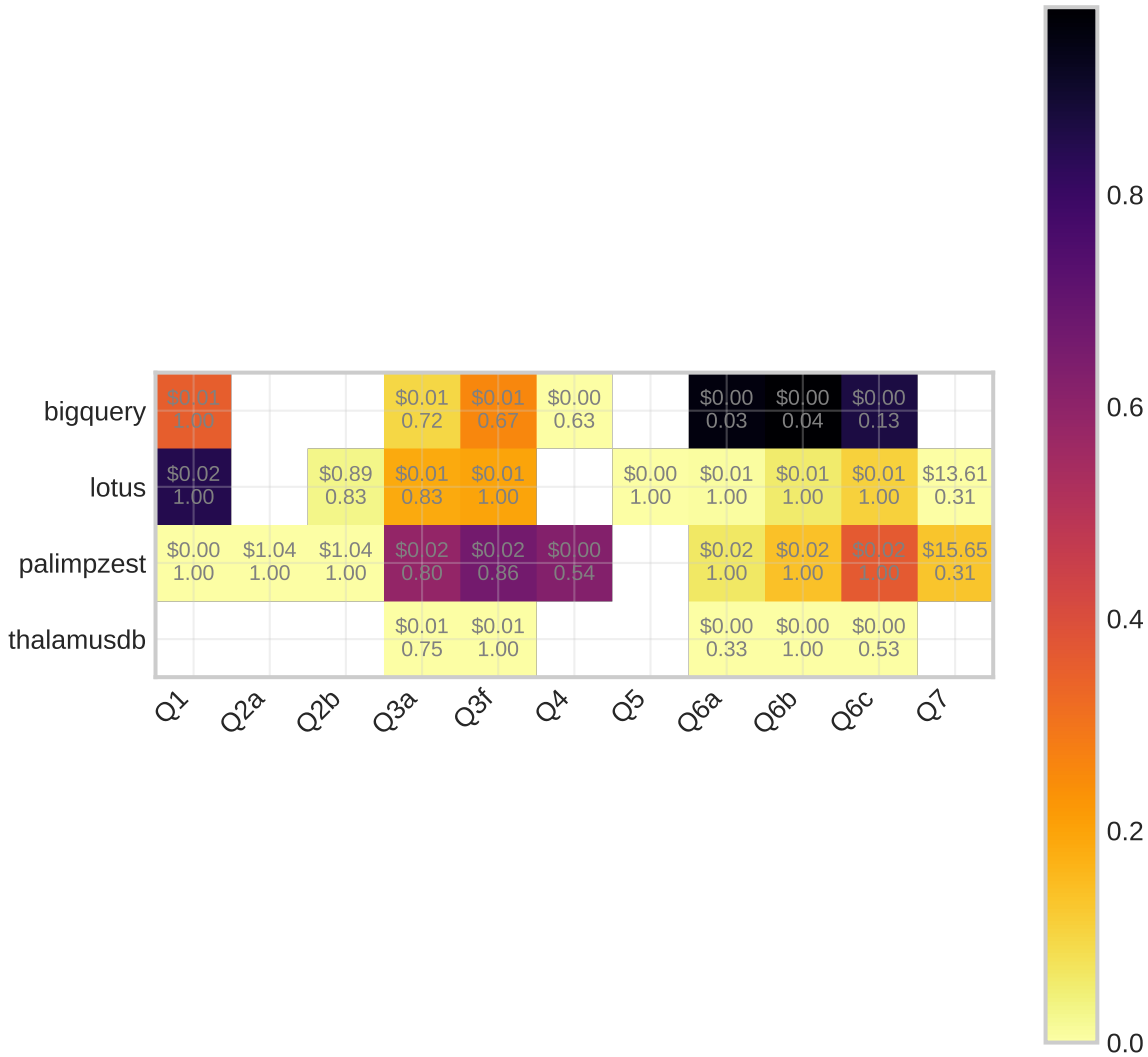 0.8
0.6
0.4
0.2
0.0
bigquery
$0.01 $0.01 $0.01 $0.00 $0.00 $0.00 $0.00
1.00 0.72 0.67 0.63 0.03 0.04 0.13
lotus
$0.02 $0.89 $0.01 $0.01 $0.00 $0.01 $0.01 $0.01 $13.61
1.00 0.83 0.83 1.00 1.00 1.00 1.00 1.00 0.31
palimpzest
$0.00 $1.04 $1.04 $0.02 $0.02 $0.00 $0.02 $0.02 $0.02 $15.65
1.00 1.00 1.00 0.80 0.86 0.54 1.00 1.00 1.00 0.31
thalamusdb
$0.01 $0.01 $0.00 $0.00 $0.00
0.75 1.00 0.33 1.00 0.53
Q1 Q2a Q2b Q3a Q3f Q4 Q5 Q6a Q6b Q6c Q7